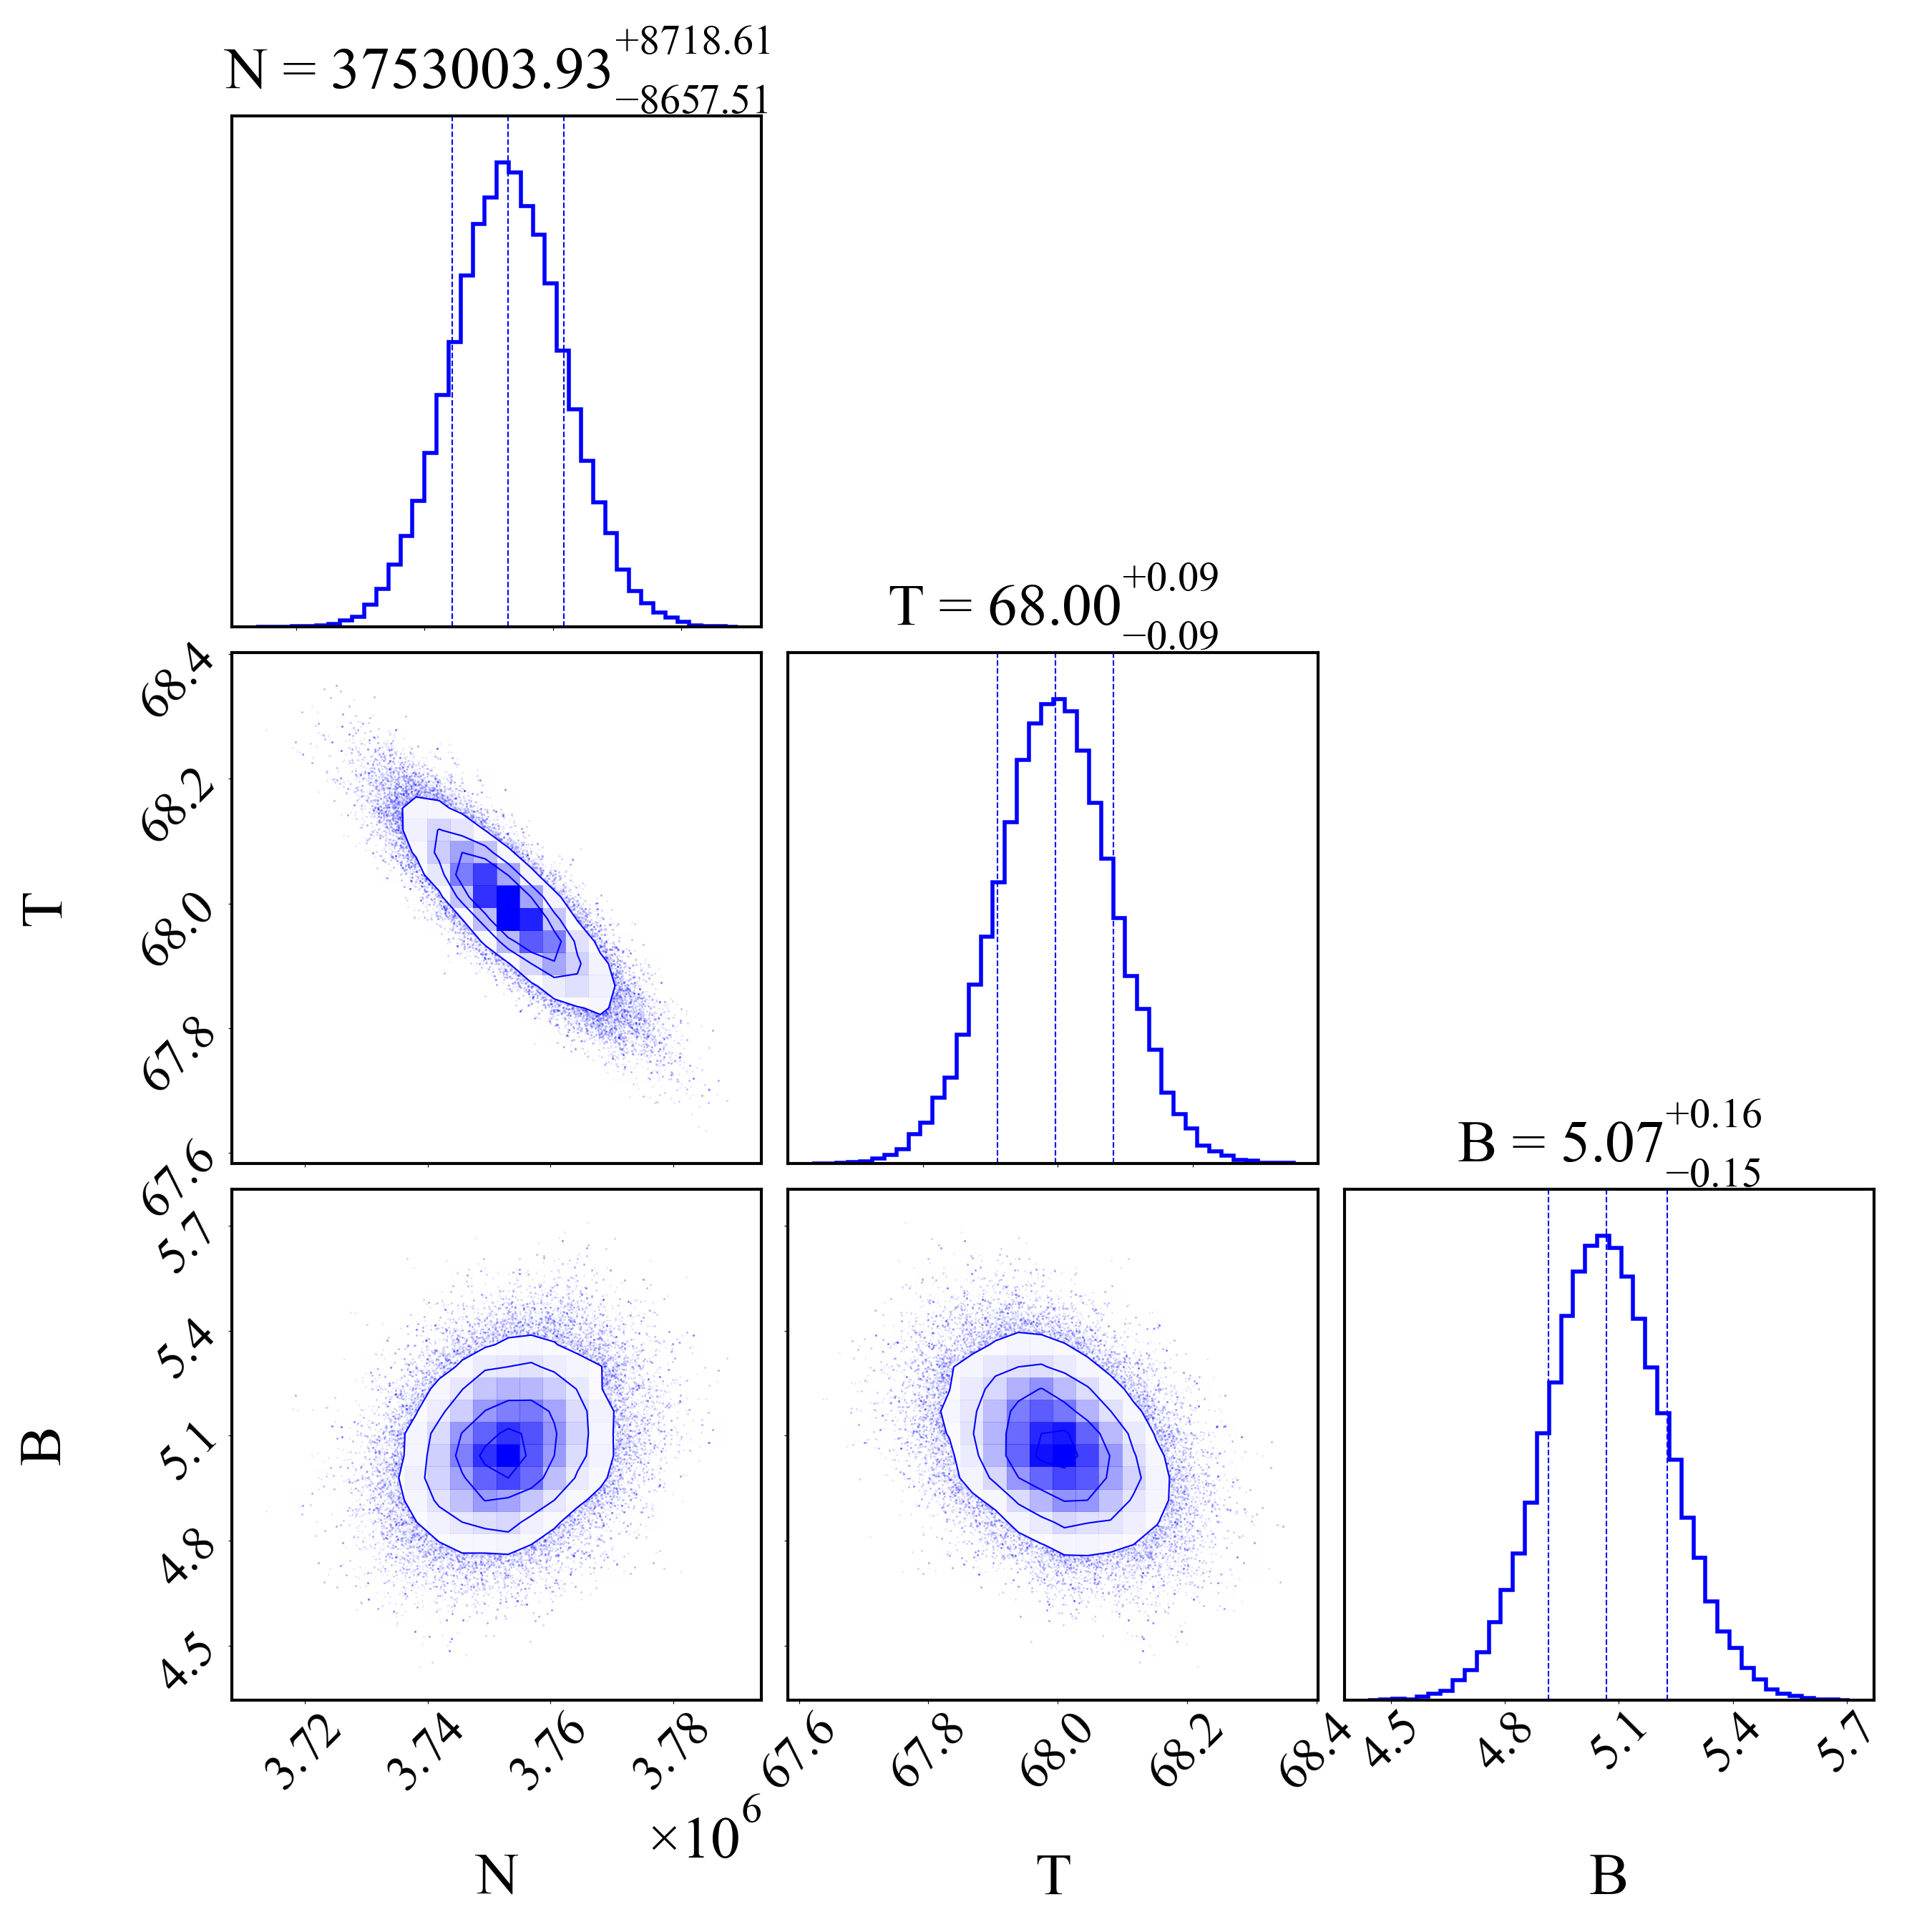 N = 3753003.93 +8718.61 −8657.51
T = 68.00 +0.09 −0.09
B = 5.07 +0.16 −0.15
68.4
68.2
68.0
67.8
67.6
T
5.7
5.4
5.1
4.8
4.5
B
3.72 3.74 3.76 3.78
×10^6
N
67.6 67.8 68.0 68.2 68.4
T
4.5 4.8 5.1 5.4 5.7
B